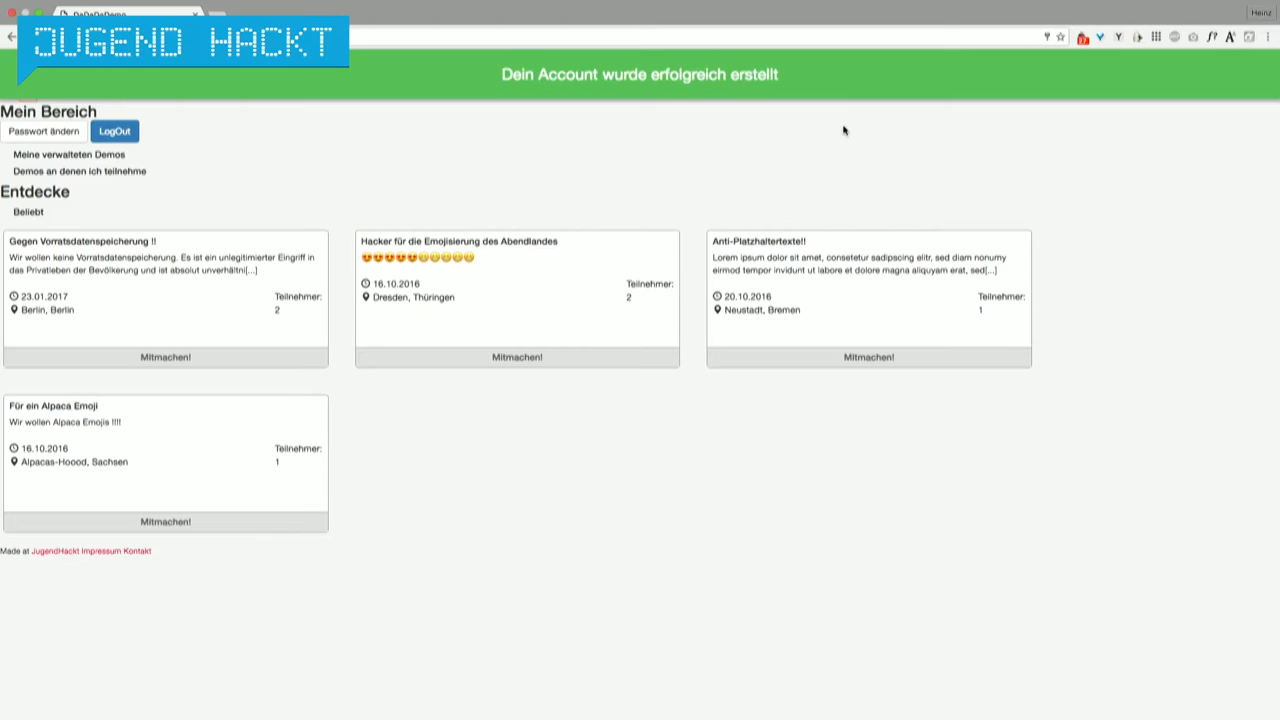 Heinz
JUGEND HACKT
Dein Account wurde erfolgreich erstellt
Mein Bereich
Passwort ändern LogOut
Meine verwalteten Demos
Demos an denen ich teilnehme
Entdecke
Beliebt
Gegen Vorratsdatenspeicherung !!
Wir wollen keine Vorratsdatenspeicherung. Es ist ein unlegitimierter Eingriff in
das Privatleben der Bevölkerung und ist absolut unverhältni[...]
23.01.2017 Teilnehmer:
Berlin, Berlin 2
Mitmachen!
Hacker für die Emojisierung des Abendlandes
😍😍😍😍😍
16.10.2016 Teilnehmer:
Dresden, Thüringen 2
Mitmachen!
Anti-Platzhaltertexte!!
Lorem ipsum dolor sit amet, consetetur sadipscing elitr, sed diam nonumy
eirmod tempor invidunt ut labore et dolore magna aliquyam erat, sed[...]
20.10.2016 Teilnehmer:
Neustadt, Bremen 1
Mitmachen!
Für ein Alpaca Emoji
Wir wollen Alpaca Emojis !!!!
16.10.2016 Teilnehmer:
Alpacas-Hoood, Sachsen 1
Mitmachen!
Made at JugendHackt Impressum Kontakt